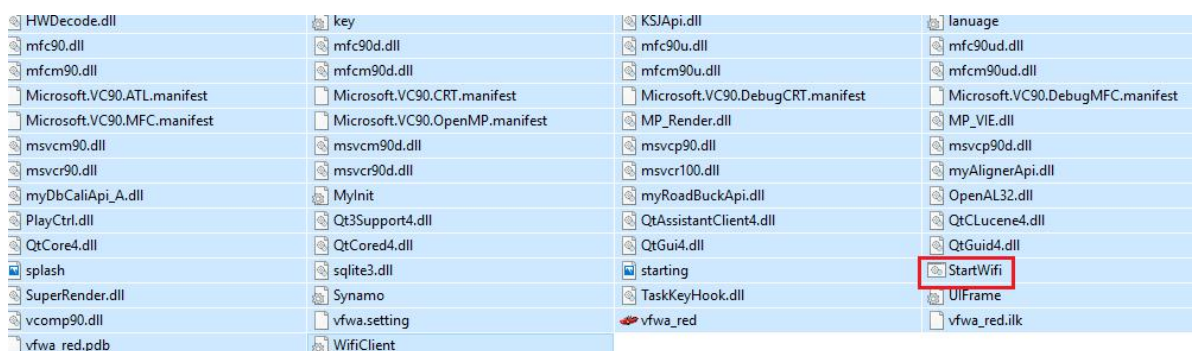 HWDecode.dll key KSJApi.dll lanuage
mfc90.dll mfc90d.dll mfc90u.dll mfc90ud.dll
mfcm90.dll mfcm90d.dll mfcm90u.dll mfcm90ud.dll
Microsoft.VC90.ATL.manifest Microsoft.VC90.CRT.manifest Microsoft.VC90.DebugCRT.manifest Microsoft.VC90.DebugMFC.manifest
Microsoft.VC90.MFC.manifest Microsoft.VC90.OpenMP.manifest MP_Render.dll MP_VIE.dll
msvcm90.dll msvcm90d.dll msvcp90.dll msvcp90d.dll
msvcr90.dll msvcr90d.dll msvcr100.dll myAlignerApi.dll
myDbCaliApi_A.dll MyInit myRoadBuckApi.dll OpenAL32.dll
PlayCtrl.dll Qt3Support4.dll QtAssistantClient4.dll QtCLucene4.dll
QtCore4.dll QtCored4.dll QtGui4.dll QtGuid4.dll
splash sqlite3.dll starting StartWifi
SuperRender.dll Synamo TaskKeyHook.dll UIFrame
vcomp90.dll vfwa.setting vfwa_red vfwa_red.ilk
vfwa_red.pdb WifiClient